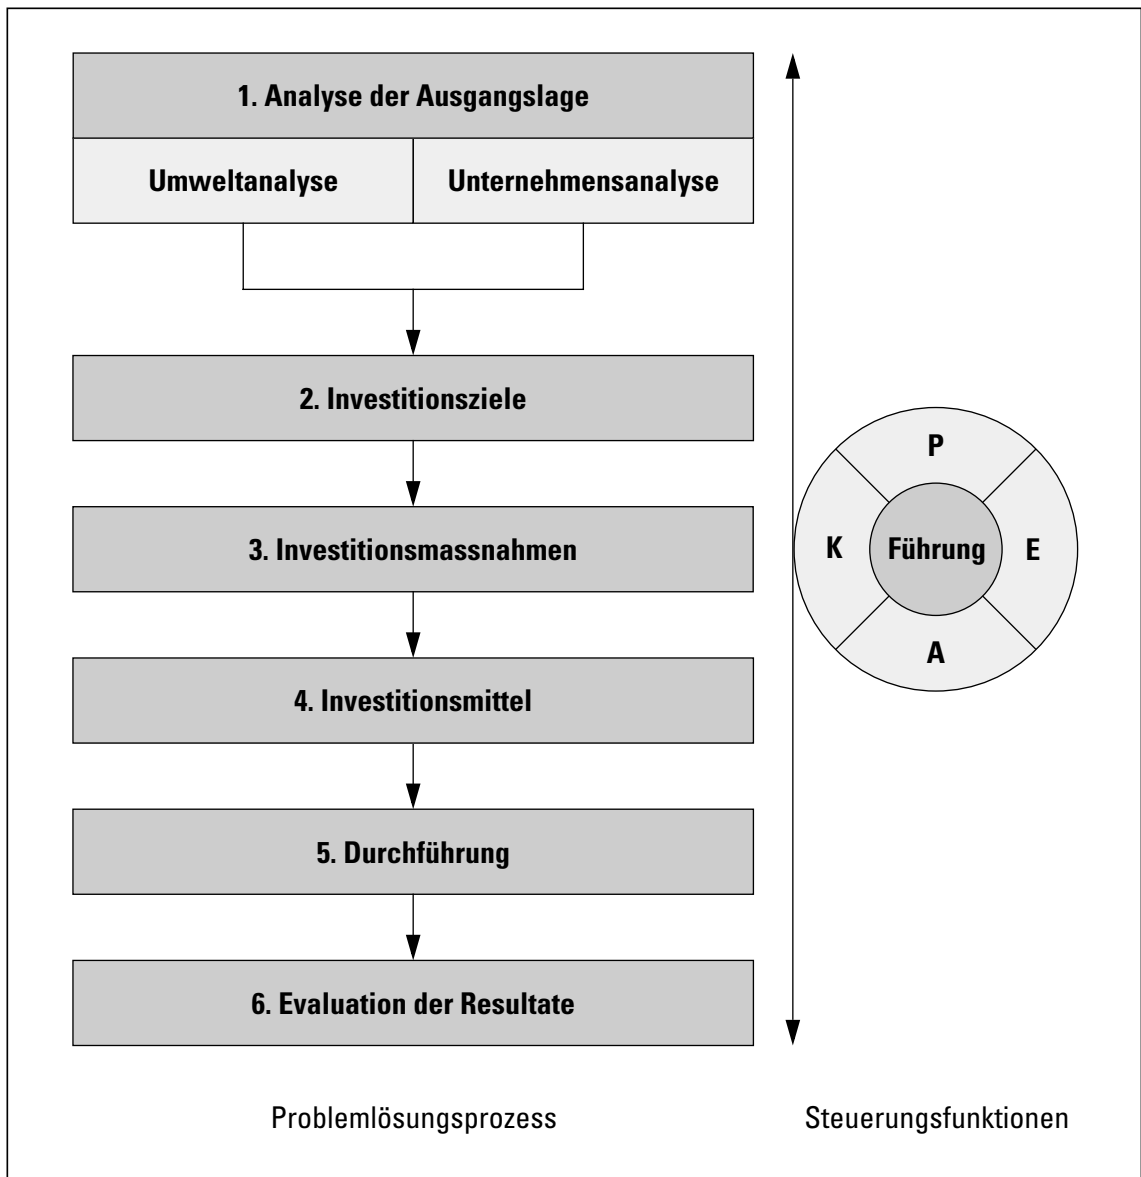 1. Analyse der Ausgangslage
Umweltanalyse
Unternehmensanalyse
2. Investitionsziele
3. Investitionsmassnahmen
4. Investitionsmittel
5. Durchführung
6. Evaluation der Resultate
P
K
Führung
E
A
Problemlösungsprozess
Steuerungsfunktionen